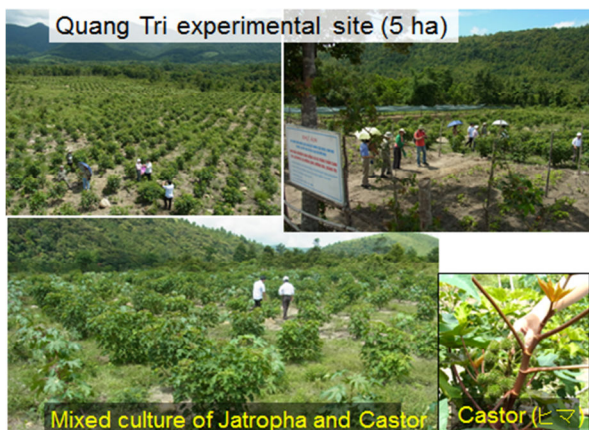 Quang Tri experimental site (5 ha)
Mixed culture of Jatropha and Castor
Castor (ヒマ)